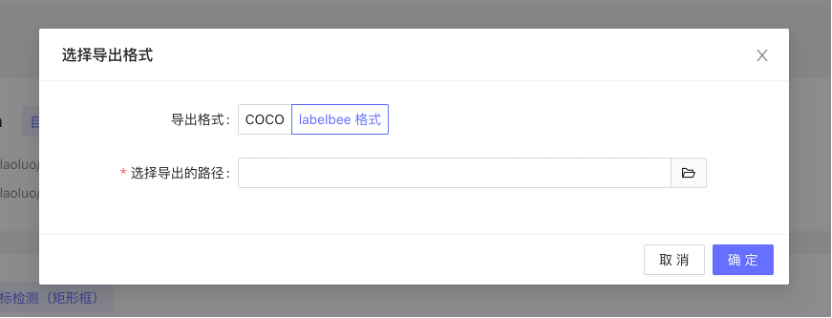 选择导出格式
导出格式： COCO labelbee 格式
目
laoluo/
* 选择导出的路径：
laoluo/
取 消 确 定
标检测（矩形框）